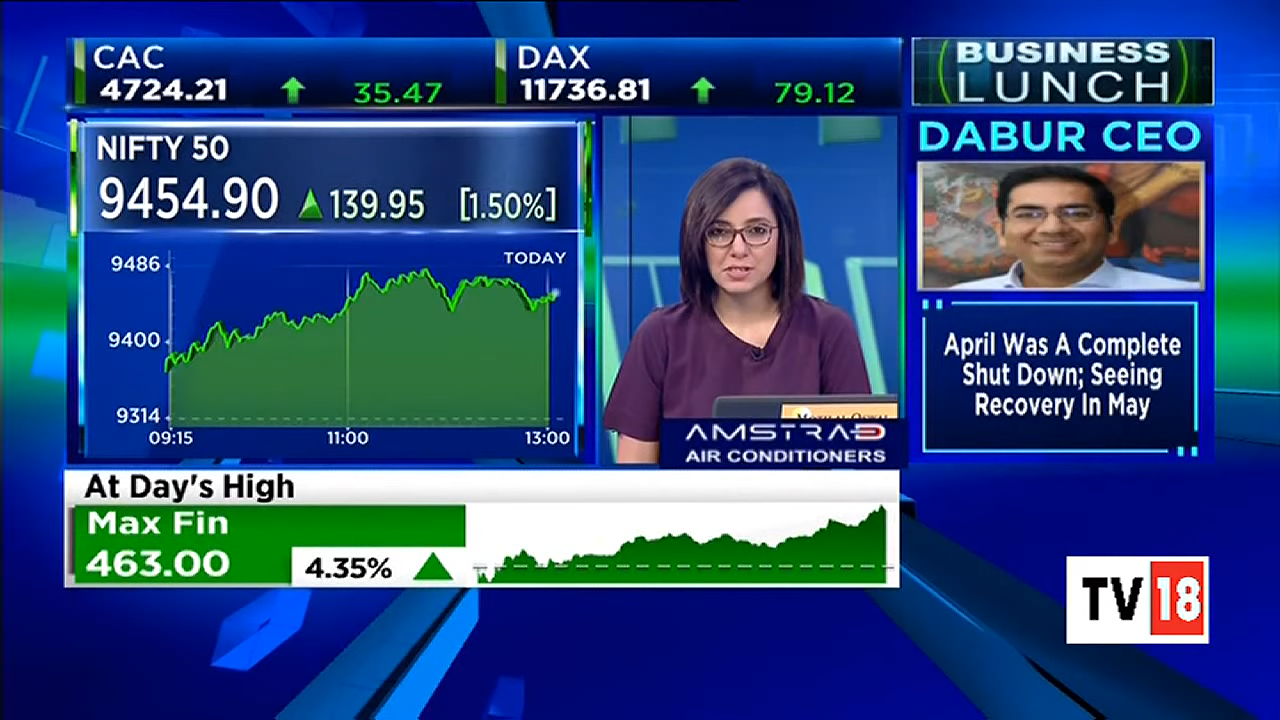 CAC
4724.21 35.47
DAX
11736.81 79.12
BUSINESS
LUNCH
NIFTY 50
9454.90 139.95 [1.50%]
TODAY
9486
9400
9314
09:15 11:00 13:00
MOTILAL OSWAL
AMSTRAD
AIR CONDITIONERS
DABUR CEO
April Was A Complete
Shut Down; Seeing
Recovery In May
At Day's High
Max Fin
463.00 4.35%
TV18